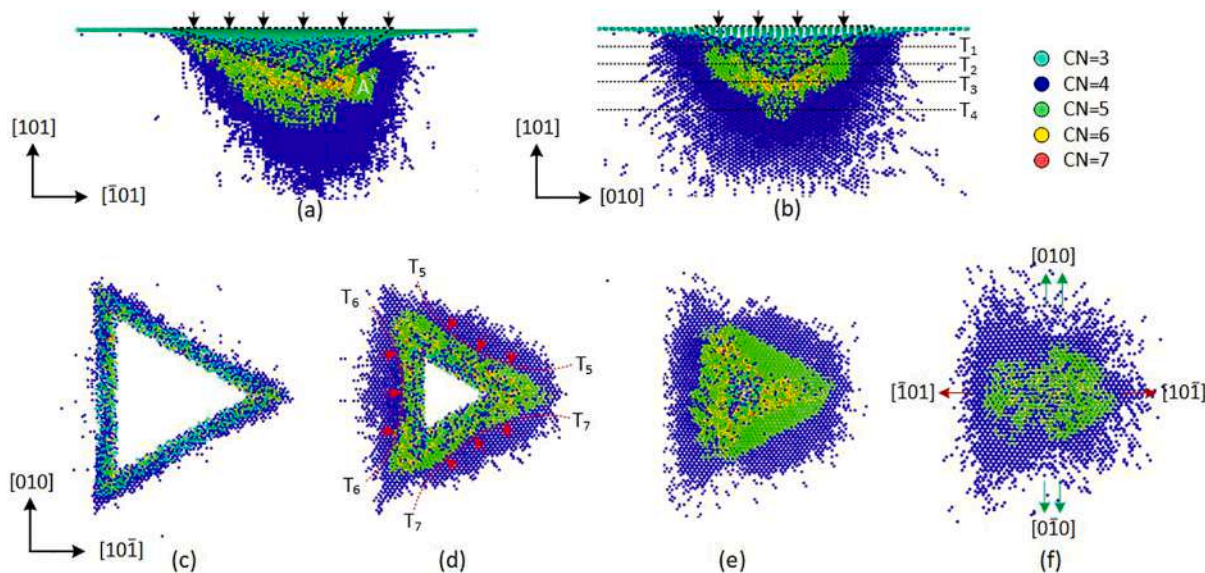 [101]
[1̄01]
A
(a)
[101]
[010]
T₁
T₂
T₃
T₄
(b)
CN=3
CN=4
CN=5
CN=6
CN=7
[010]
[101̄]
(c)
T₅
T₆
T₅
T₇
T₆
T₇
(d)
(e)
[010]
[1̄01]
[101̄]
[01̄0]
(f)